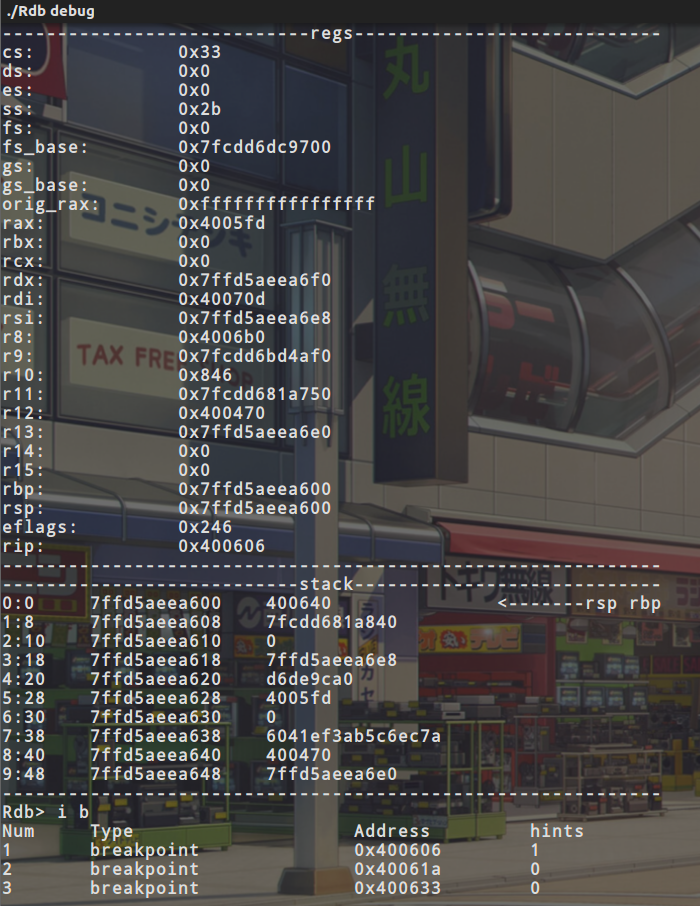 ./Rdb debug
----------------------------regs----------------------------
cs: 0x33
ds: 0x0
es: 0x0
ss: 0x2b
fs: 0x0
fs_base: 0x7fcdd6dc9700
gs: 0x0
gs_base: 0x0
orig_rax: 0xffffffffffffffff
rax: 0x4005fd
rbx: 0x0
rcx: 0x0
rdx: 0x7ffd5aeea6f0
rdi: 0x40070d
rsi: 0x7ffd5aeea6e8
r8: 0x4006b0
r9: 0x7fcdd6bd4af0
r10: 0x846
r11: 0x7fcdd681a750
r12: 0x400470
r13: 0x7ffd5aeea6e0
r14: 0x0
r15: 0x0
rbp: 0x7ffd5aeea600
rsp: 0x7ffd5aeea600
eflags: 0x246
rip: 0x400606
------------------------------------------------------------
---------------------------stack----------------------------
0:0 7ffd5aeea600 400640 <-------rsp rbp
1:8 7ffd5aeea608 7fcdd681a840
2:10 7ffd5aeea610 0
3:18 7ffd5aeea618 7ffd5aeea6e8
4:20 7ffd5aeea620 d6de9ca0
5:28 7ffd5aeea628 4005fd
6:30 7ffd5aeea630 0
7:38 7ffd5aeea638 6041ef3ab5c6ec7a
8:40 7ffd5aeea640 400470
9:48 7ffd5aeea648 7ffd5aeea6e0
------------------------------------------------------------
Rdb> i b
Num Type Address hints
1 breakpoint 0x400606 1
2 breakpoint 0x40061a 0
3 breakpoint 0x400633 0
丸山無線
TAX FREE